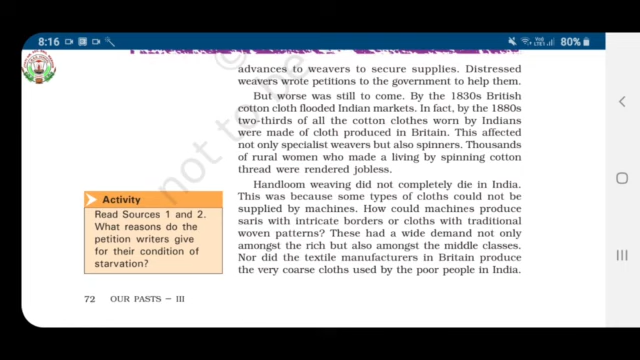 8:16
Vo)
LTE1
80%
advances to weavers to secure supplies. Distressed
weavers wrote petitions to the government to help them.
But worse was still to come. By the 1830s British
cotton cloth flooded Indian markets. In fact, by the 1880s
two-thirds of all the cotton clothes worn by Indians
were made of cloth produced in Britain. This affected
not only specialist weavers but also spinners. Thousands
of rural women who made a living by spinning cotton
thread were rendered jobless.
Handloom weaving did not completely die in India.
This was because some types of cloths could not be
supplied by machines. How could machines produce
saris with intricate borders or cloths with traditional
woven patterns? These had a wide demand not only
amongst the rich but also amongst the middle classes.
Nor did the textile manufacturers in Britain produce
the very coarse cloths used by the poor people in India.
Activity
Read Sources 1 and 2.
What reasons do the
petition writers give
for their condition of
starvation?
72 OUR PASTS – III
not to be